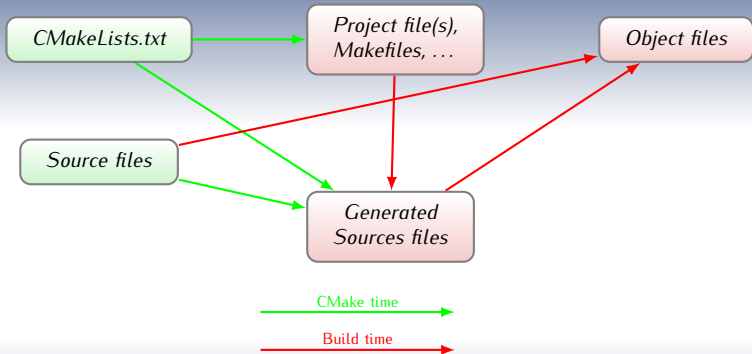 CMakeLists.txt
Project file(s),
Makefiles, ...
Object files
Source files
Generated
Sources files
CMake time
Build time